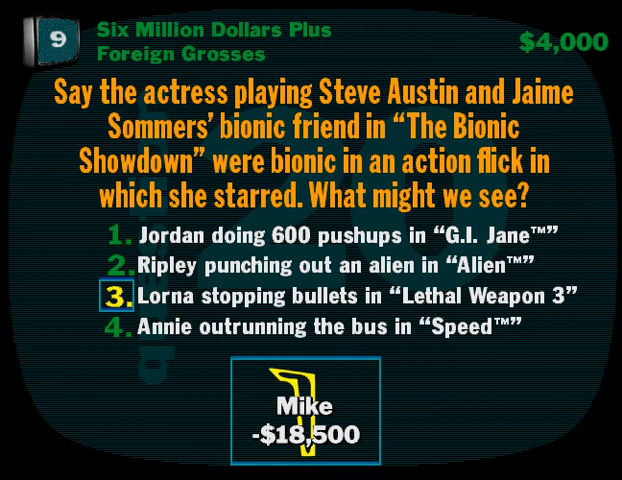 9
Six Million Dollars Plus
Foreign Grosses
$4,000
Say the actress playing Steve Austin and Jaime
Sommers' bionic friend in "The Bionic
Showdown" were bionic in an action flick in
which she starred. What might we see?
1. Jordan doing 600 pushups in "G.I. Jane™"
2. Ripley punching out an alien in "Alien™"
3. Lorna stopping bullets in "Lethal Weapon 3"
4. Annie outrunning the bus in "Speed™"
Mike
-$18,500